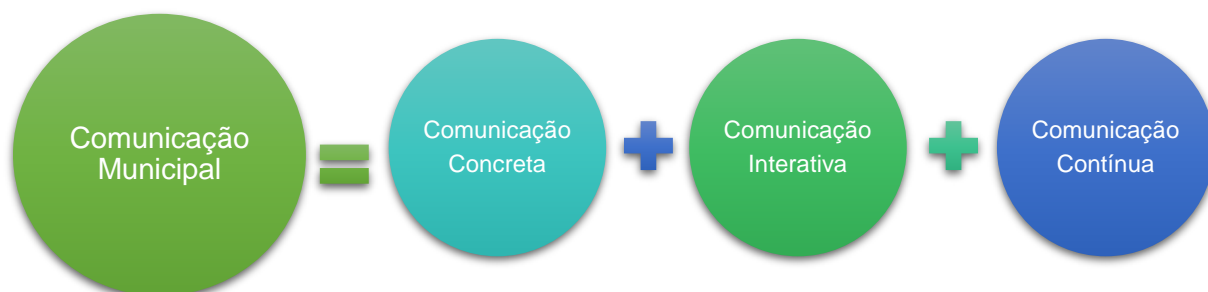 Comunicação
Municipal
=
Comunicação
Concreta
+
Comunicação
Interativa
+
Comunicação
Contínua